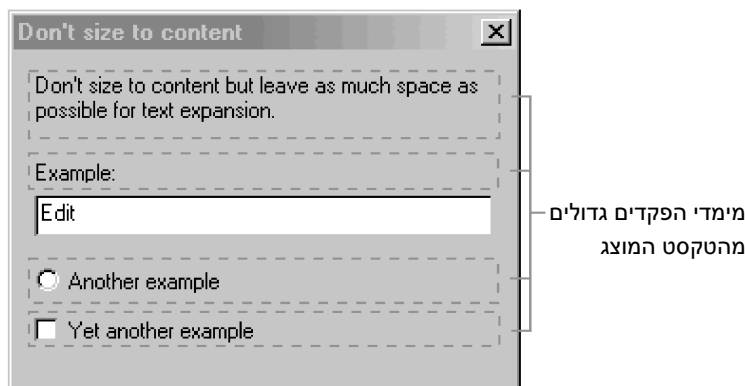 Don't size to content
Don't size to content but leave as much space as
possible for text expansion.
Example:
Edit
Another example
Yet another example
מימדי הפקדים גדולים
מהטקסט המוצג